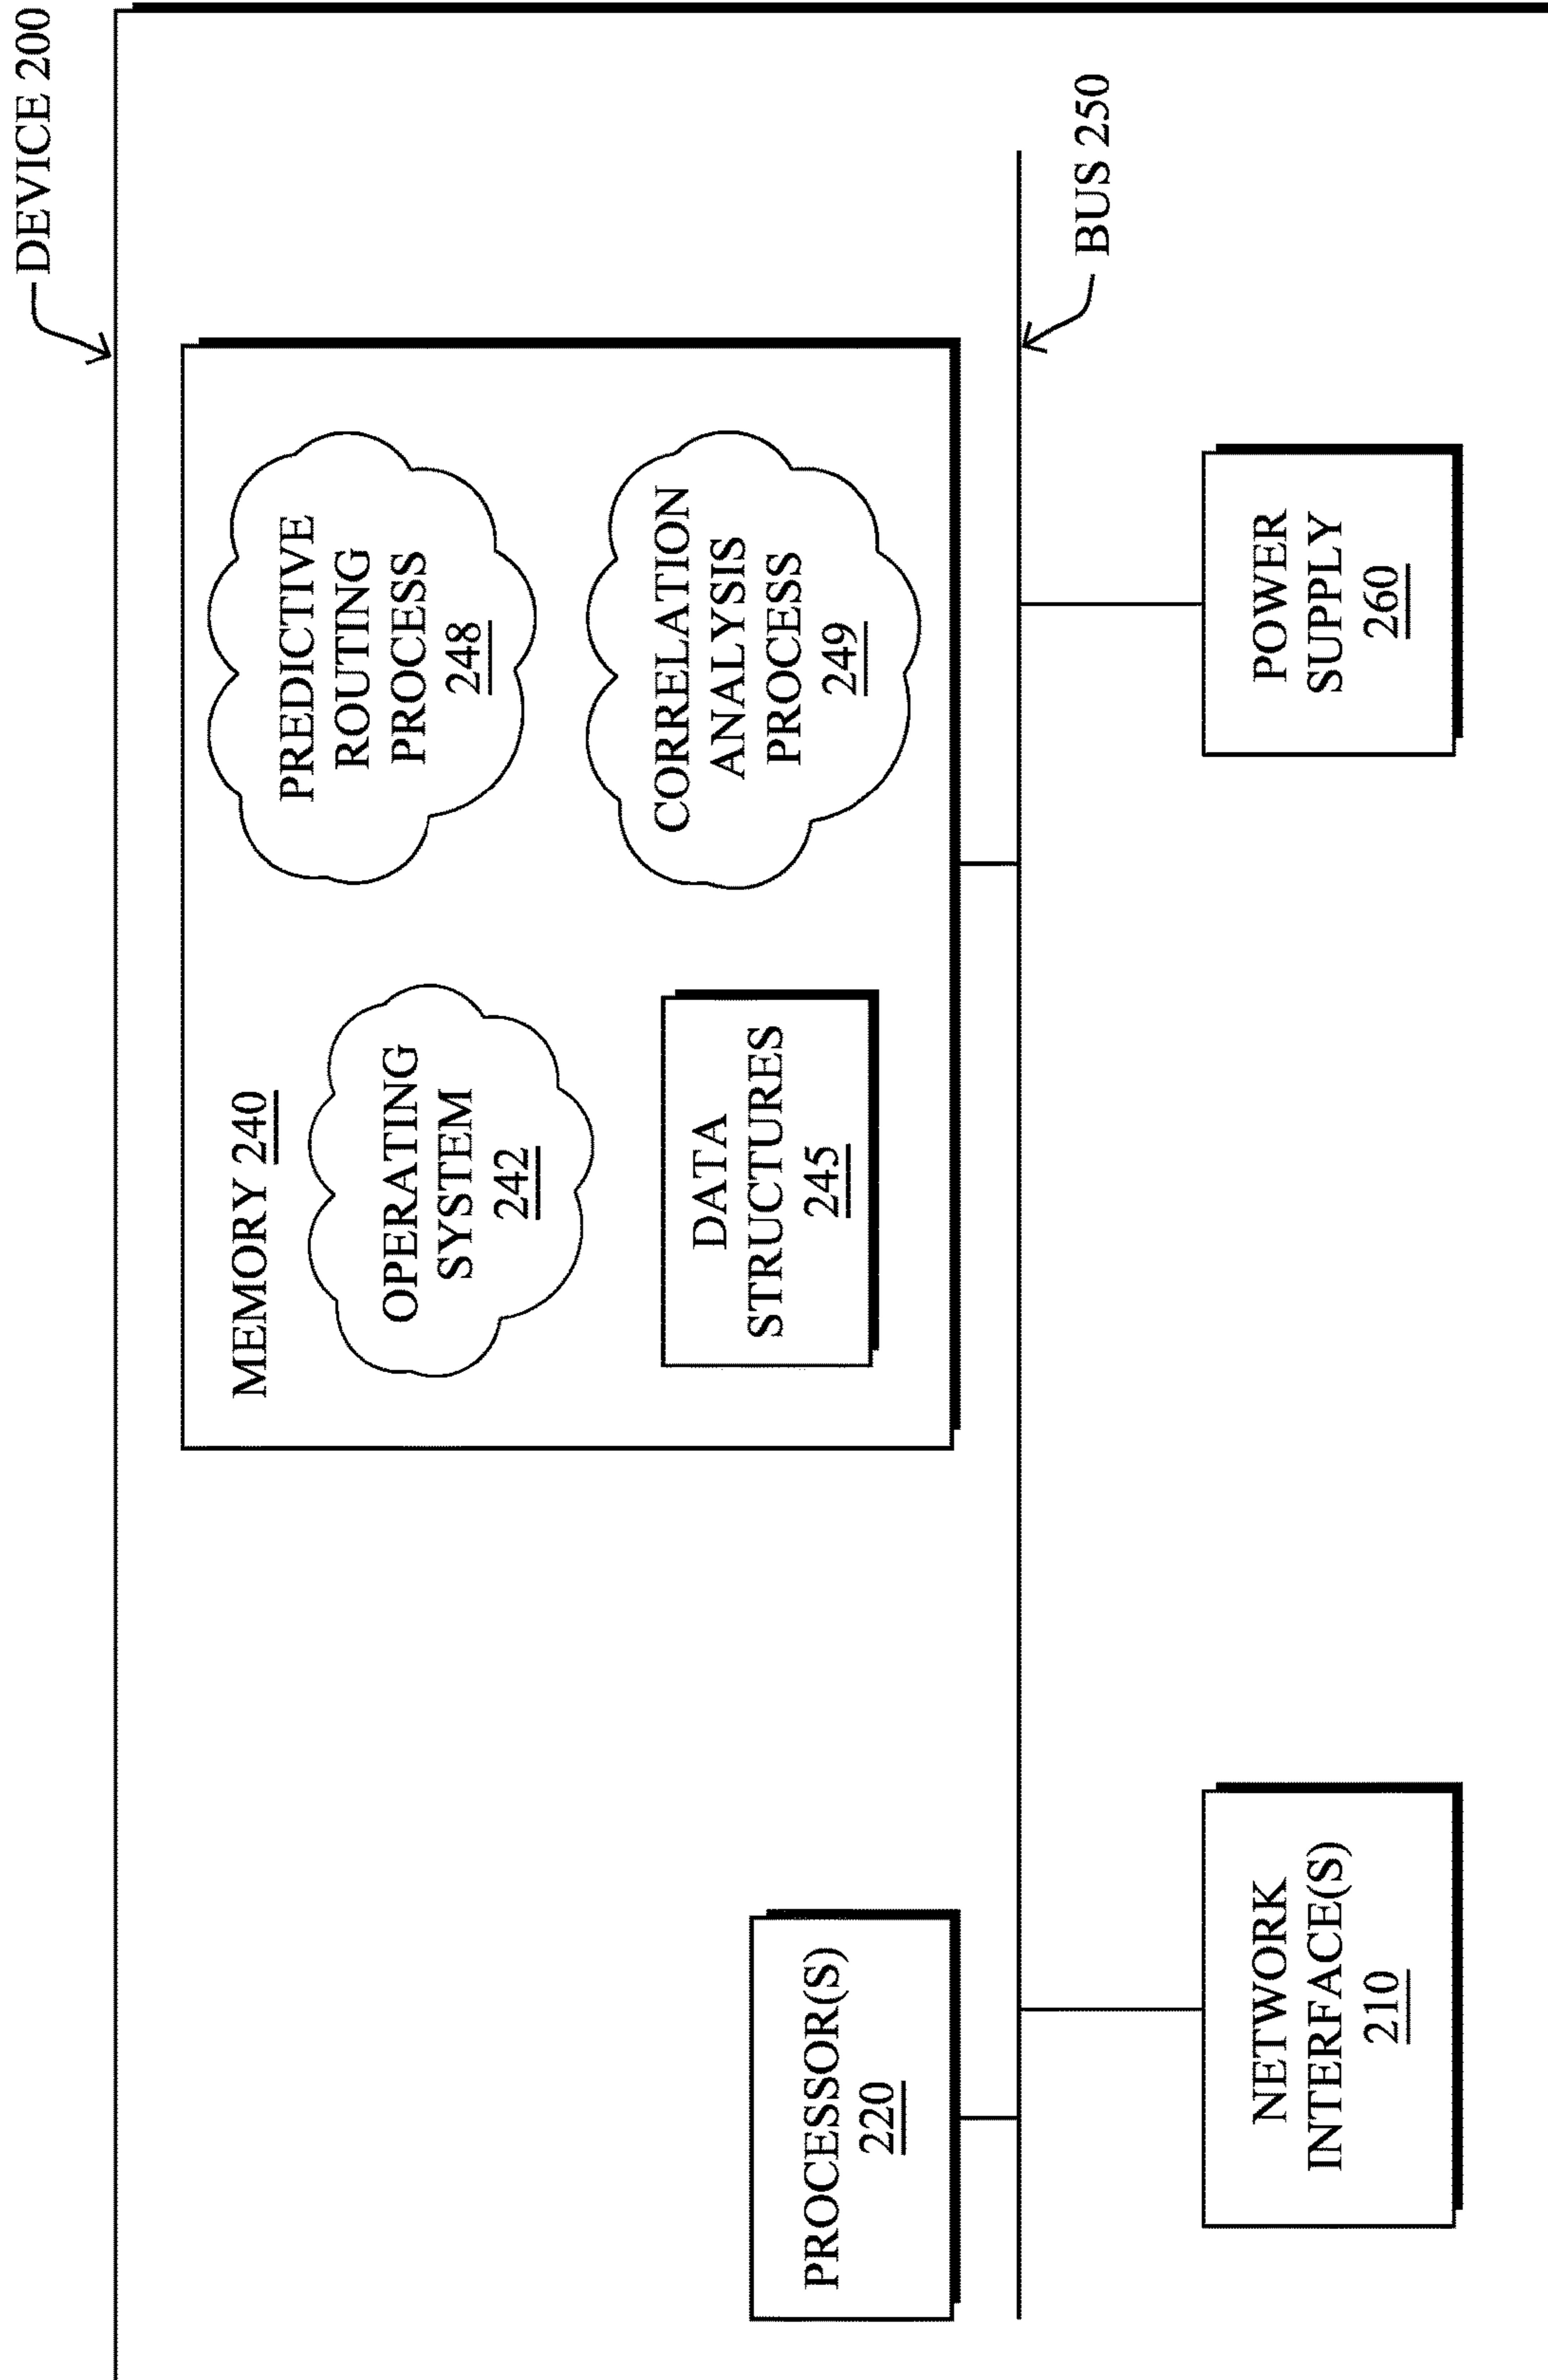 DEVICE 200
MEMORY 240
OPERATING
SYSTEM
242
PREDICTIVE
ROUTING
PROCESS
248
DATA
STRUCTURES
245
CORRELATION
ANALYSIS
PROCESS
249
PROCESSOR(S)
220
BUS 250
NETWORK
INTERFACE(S)
210
POWER
SUPPLY
260